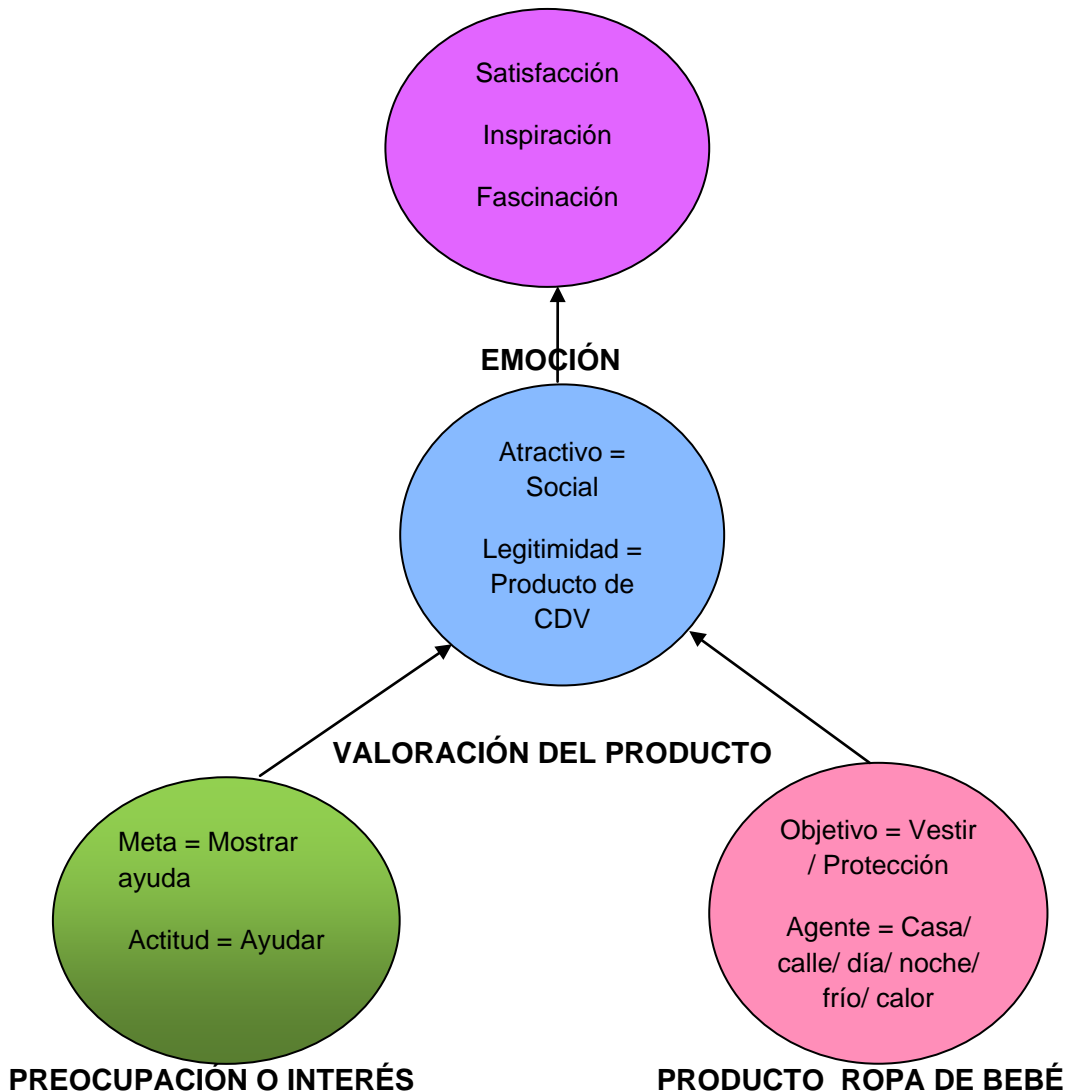 Satisfacción
Inspiración
Fascinación
EMOCIÓN
Atractivo =
Social
Legitimidad =
Producto de
CDV
VALORACIÓN DEL PRODUCTO
Meta = Mostrar
ayuda
Actitud = Ayudar
Objetivo = Vestir
/ Protección
Agente = Casa/
calle/ día/ noche/
frío/ calor
PREOCUPACIÓN O INTERÉS
PRODUCTO  ROPA DE BEBÉ